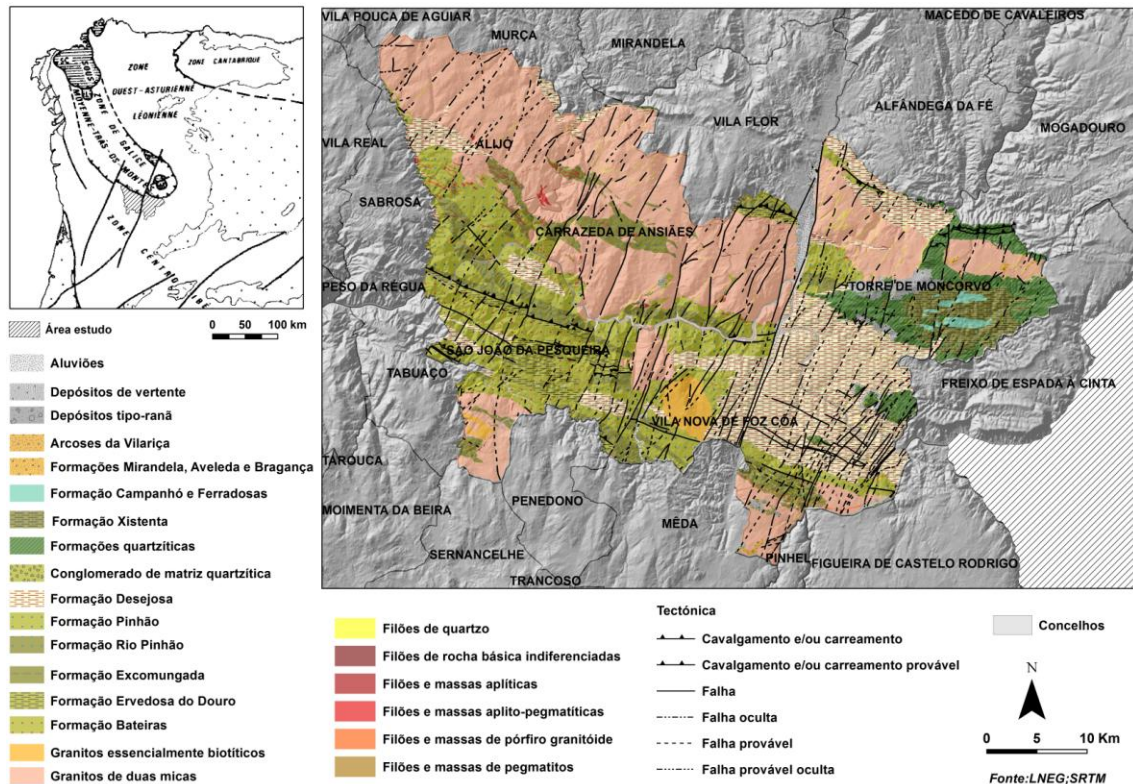 ZONE
ZONE CANTABRIQUE
OUEST-ASTURIENNE
LÉONIENNE
ZONE DE GALICE
MOYENNE-TRÁS-OS-MONTES
ZONE
Área estudo
0 50 100 km
Aluviões
Depósitos de vertente
Depósitos tipo-ranã
Arcoses da Vilariça
Formações Mirandela, Aveleda e Bragança
Formação Campanhó e Ferradosas
Formação Xistenta
Formações quartzíticas
Conglomerado de matriz quartzítica
Formação Desejosa
Formação Pinhão
Formação Rio Pinhão
Formação Excomungada
Formação Ervedosa do Douro
Formação Bateiras
Granitos essencialmente biotíticos
Granitos de duas micas
VILA POUCA DE AGUIAR
MACEDO DE CAVALEIROS
MURÇA
MIRANDELA
ALFÂNDEGA DA FÉ
VILA FLOR
MOGADOURO
VILA REAL
ALIJÓ
SABROSA
CARRAZEDA DE ANSIÃES
PESO DA RÉGUA
TORRE DE MONCORVO
SÃO JOÃO DA PESQUEIRA
TABUAÇO
FREIXO DE ESPADA À CINTA
VILA NOVA DE FOZ CÔA
TAROUCA
PENEDONO
MOIMENTA DA BEIRA
MÊDA
SERNANCELHE
PINHEL
FIGUEIRA DE CASTELO RODRIGO
TRANCOSO
Filões de quartzo
Filões de rocha básica indiferenciadas
Filões e massas aplíticas
Filões e massas aplito-pegmatíticas
Filões e massas de pórfiro granitóide
Filões e massas de pegmatitos
Tectónica
Cavalgamento e/ou carreamento
Cavalgamento e/ou carreamento provável
Falha
Falha oculta
Falha provável
Falha provável oculta
Concelhos
N
0 5 10 Km
Fonte:LNEG;SRTM